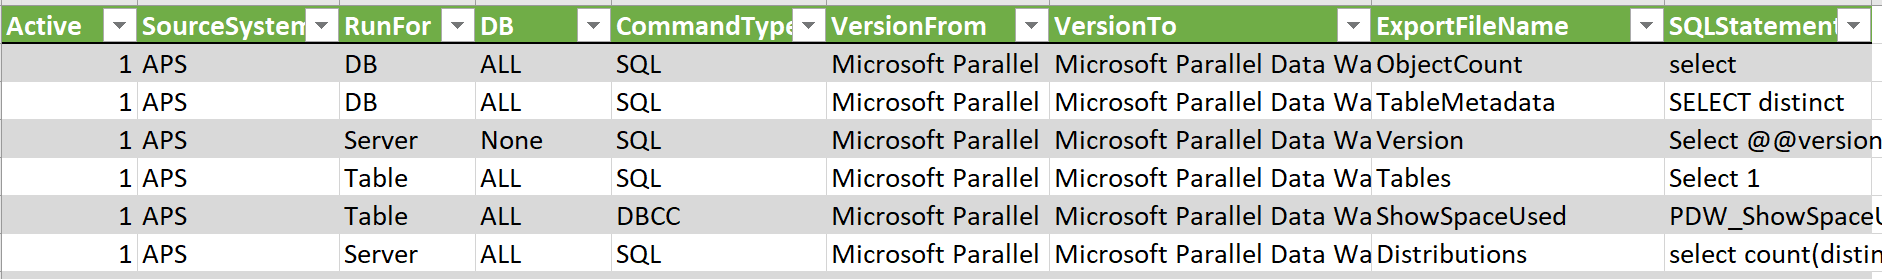 Active SourceSystem RunFor DB CommandType VersionFrom VersionTo ExportFileName SQLStatement
1 APS DB ALL SQL Microsoft Parallel Microsoft Parallel Data Wa ObjectCount select
1 APS DB ALL SQL Microsoft Parallel Microsoft Parallel Data Wa TableMetadata SELECT distinct
1 APS Server None SQL Microsoft Parallel Microsoft Parallel Data Wa Version Select @@version
1 APS Table ALL SQL Microsoft Parallel Microsoft Parallel Data Wa Tables Select 1
1 APS Table ALL DBCC Microsoft Parallel Microsoft Parallel Data Wa ShowSpaceUsed PDW_ShowSpaceU
1 APS Server ALL SQL Microsoft Parallel Microsoft Parallel Data Wa Distributions select count(distin